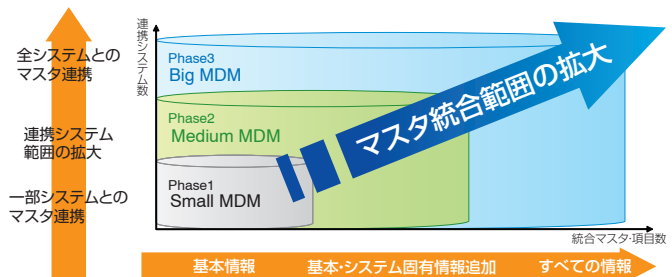 連携システム数
全システムとの
マスタ連携
Phase3
Big MDM
マスタ統合範囲の拡大
連携システム
範囲の拡大
Phase2
Medium MDM
一部システムとの
マスタ連携
Phase1
Small MDM
統合マスタ・項目数
基本情報
基本・システム固有情報追加
すべての情報